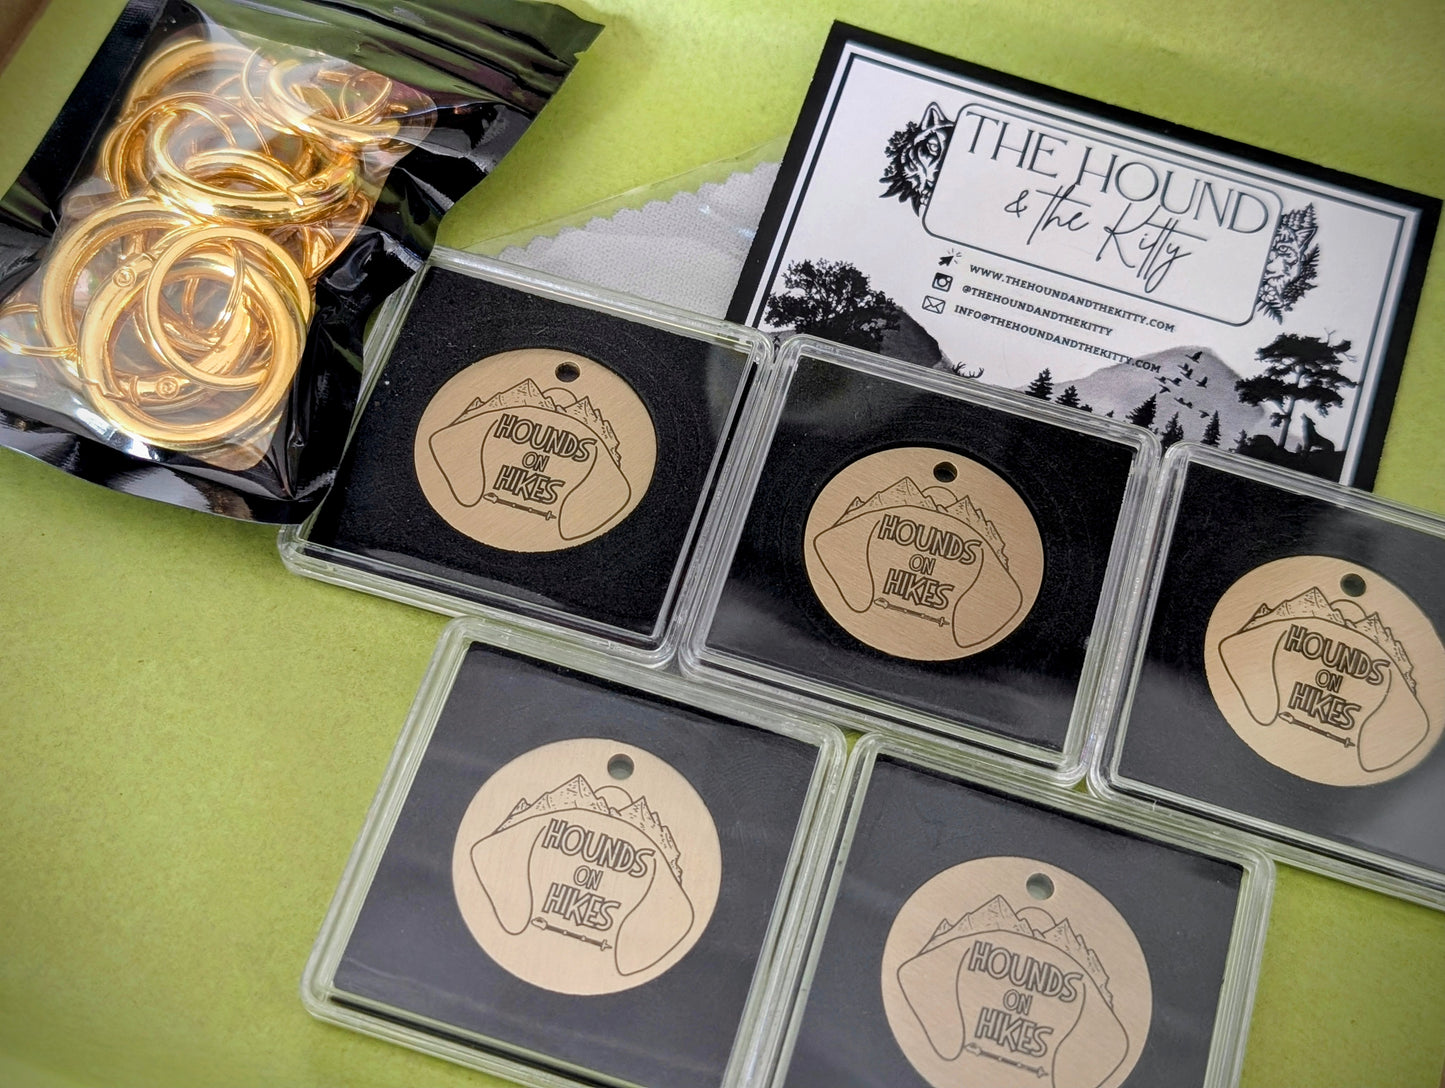 THE HOUND
& the Kitty
WWW.THEHOUNDANDTHEKITTY.COM
@THEHOUNDANDTHEKITTY
INFO@THEHOUNDANDTHEKITTY.COM
HOUNDS
ON
HIKES
HOUNDS
ON
HIKES
HOUNDS
ON
HIKES
HOUNDS
ON
HIKES
HOUNDS
ON
HIKES